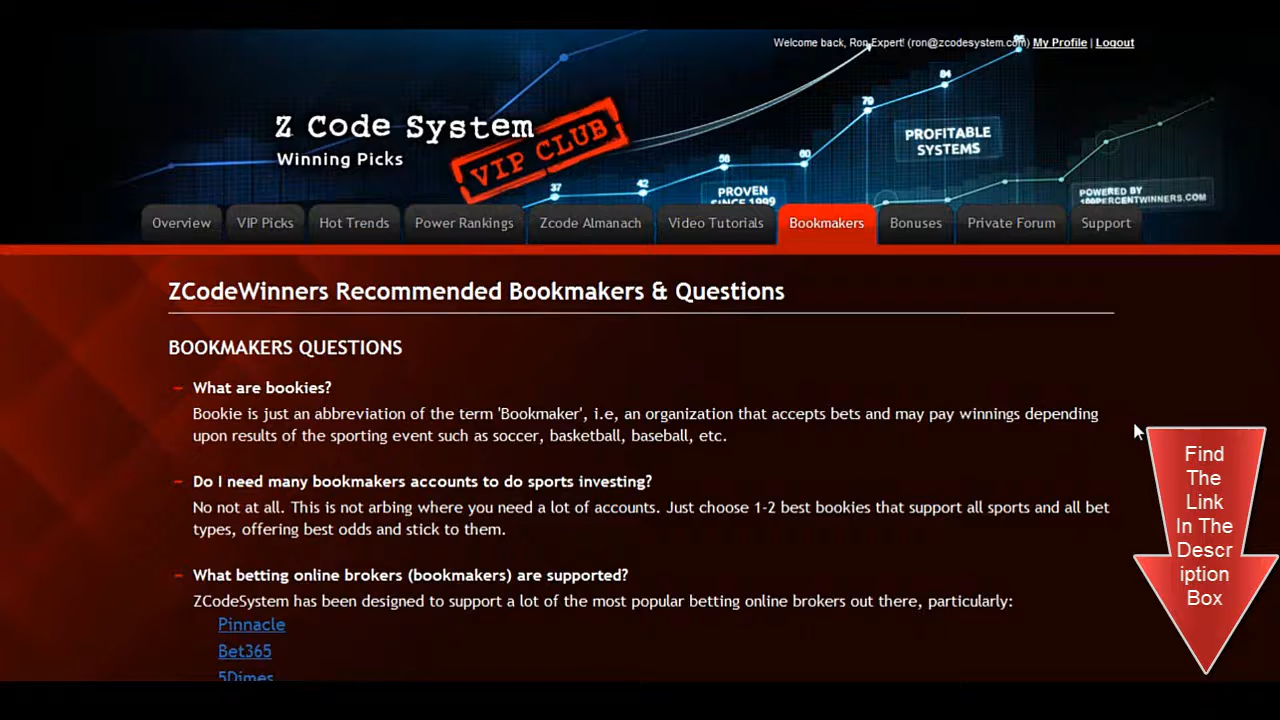 Welcome back, Ron Expert! (ron@zcodesystem.com) My Profile | Logout
Z Code System
Winning Picks
VIP CLUB
37
42
58
60
79
84
95
PROVEN
SINCE 1999
PROFITABLE
SYSTEMS
POWERED BY
100PERCENTWINNERS.COM
Overview
VIP Picks
Hot Trends
Power Rankings
Zcode Almanach
Video Tutorials
Bookmakers
Bonuses
Private Forum
Support
ZCodeWinners Recommended Bookmakers & Questions
BOOKMAKERS QUESTIONS
What are bookies?
Bookie is just an abbreviation of the term 'Bookmaker', i.e, an organization that accepts bets and may pay winnings depending
upon results of the sporting event such as soccer, basketball, baseball, etc.
Do I need many bookmakers accounts to do sports investing?
No not at all. This is not arbing where you need a lot of accounts. Just choose 1-2 best bookies that support all sports and all bet
types, offering best odds and stick to them.
What betting online brokers (bookmakers) are supported?
ZCodeSystem has been designed to support a lot of the most popular betting online brokers out there, particularly:
Pinnacle
Bet365
5Dimes
Find
The
Link
In The
Descr
iption
Box